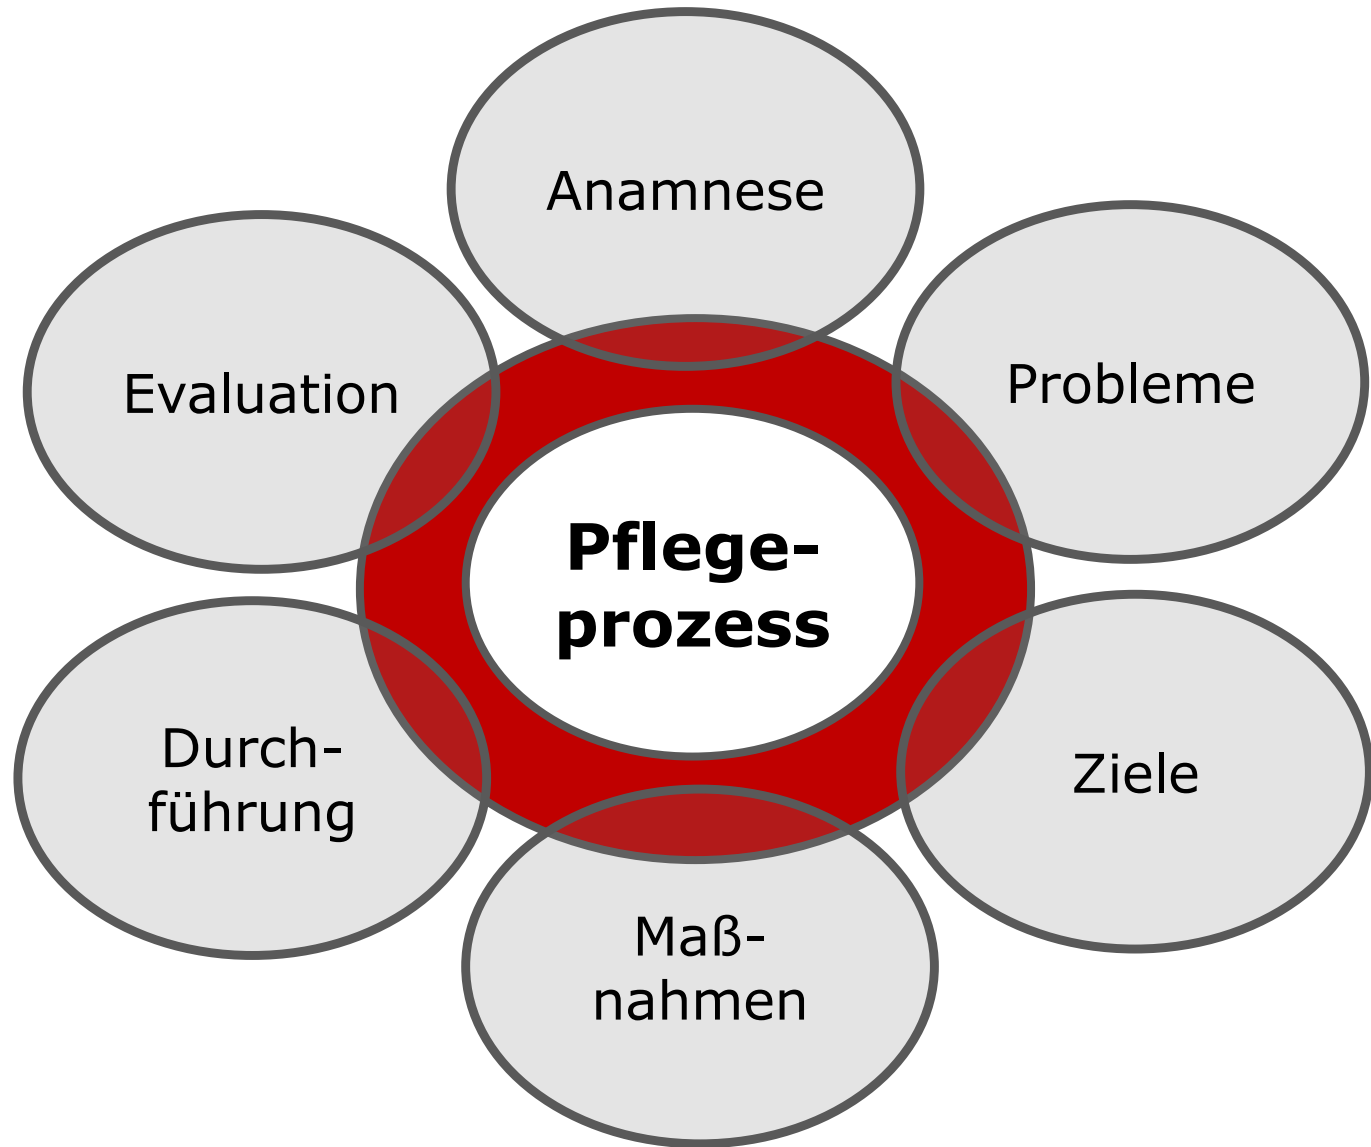 Anamnese
Probleme
Ziele
Maß-
nahmen
Durch-
führung
Evaluation
Pflege-
prozess